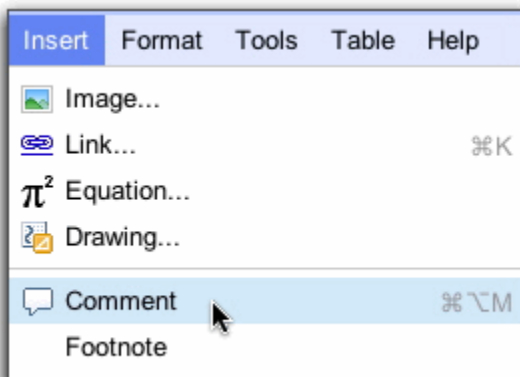 Insert Format Tools Table Help
Image...
Link... ⌘K
π² Equation...
Drawing...
Comment ⌘⌥M
Footnote